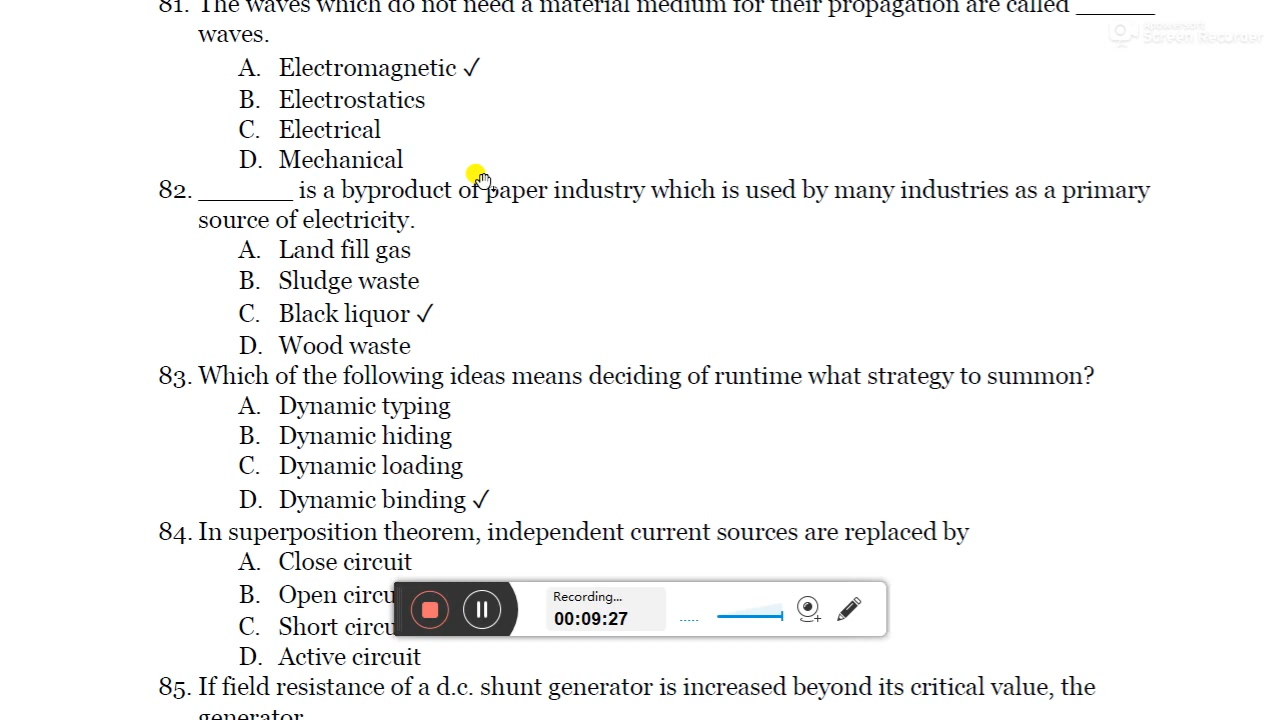 81. The waves which do not need a material medium for their propagation are called ______
waves.
A. Electromagnetic ✓
B. Electrostatics
C. Electrical
D. Mechanical
82. _______ is a byproduct of paper industry which is used by many industries as a primary
source of electricity.
A. Land fill gas
B. Sludge waste
C. Black liquor ✓
D. Wood waste
83. Which of the following ideas means deciding of runtime what strategy to summon?
A. Dynamic typing
B. Dynamic hiding
C. Dynamic loading
D. Dynamic binding ✓
84. In superposition theorem, independent current sources are replaced by
A. Close circuit
B. Open circu
C. Short circu
D. Active circuit
85. If field resistance of a d.c. shunt generator is increased beyond its critical value, the
generator
Recording...
00:09:27
apowersoft
Screen Recorder